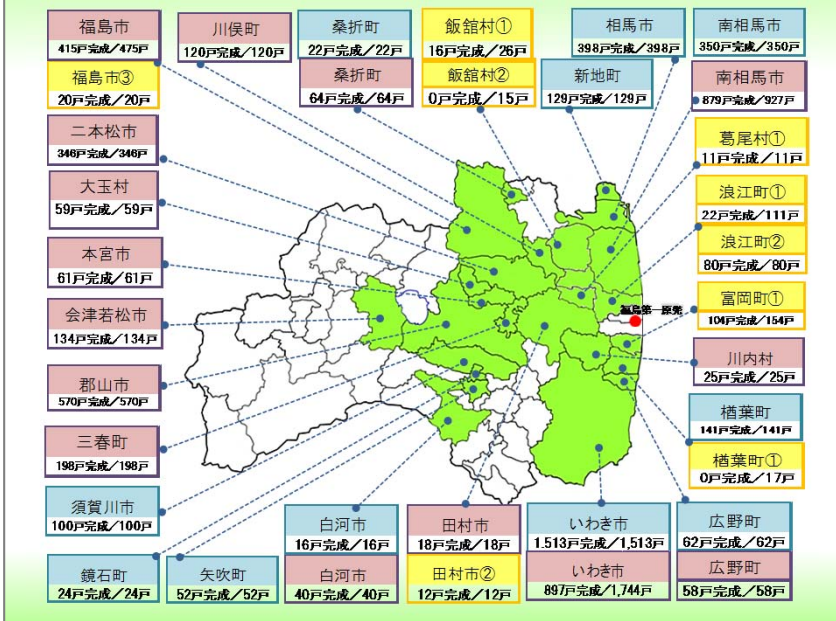 福島市
415戸完成/475戸
川俣町
120戸完成/120戸
桑折町
22戸完成/22戸
飯舘村①
16戸完成/26戸
相馬市
398戸完成/398戸
南相馬市
350戸完成/350戸
福島市③
20戸完成/20戸
桑折町
64戸完成/64戸
飯舘村②
0戸完成/15戸
新地町
129戸完成/129戸
南相馬市
879戸完成/927戸
二本松市
346戸完成/346戸
葛尾村①
11戸完成/11戸
大玉村
59戸完成/59戸
浪江町①
22戸完成/111戸
本宮市
61戸完成/61戸
浪江町②
80戸完成/80戸
会津若松市
134戸完成/134戸
福島第一原発
富岡町①
104戸完成/154戸
郡山市
570戸完成/570戸
川内村
25戸完成/25戸
三春町
198戸完成/198戸
楢葉町
141戸完成/141戸
楢葉町①
0戸完成/17戸
須賀川市
100戸完成/100戸
白河市
16戸完成/16戸
田村市
18戸完成/18戸
いわき市
1,513戸完成/1,513戸
広野町
62戸完成/62戸
鏡石町
24戸完成/24戸
矢吹町
52戸完成/52戸
白河市
40戸完成/40戸
田村市②
12戸完成/12戸
いわき市
897戸完成/1,744戸
広野町
58戸完成/58戸